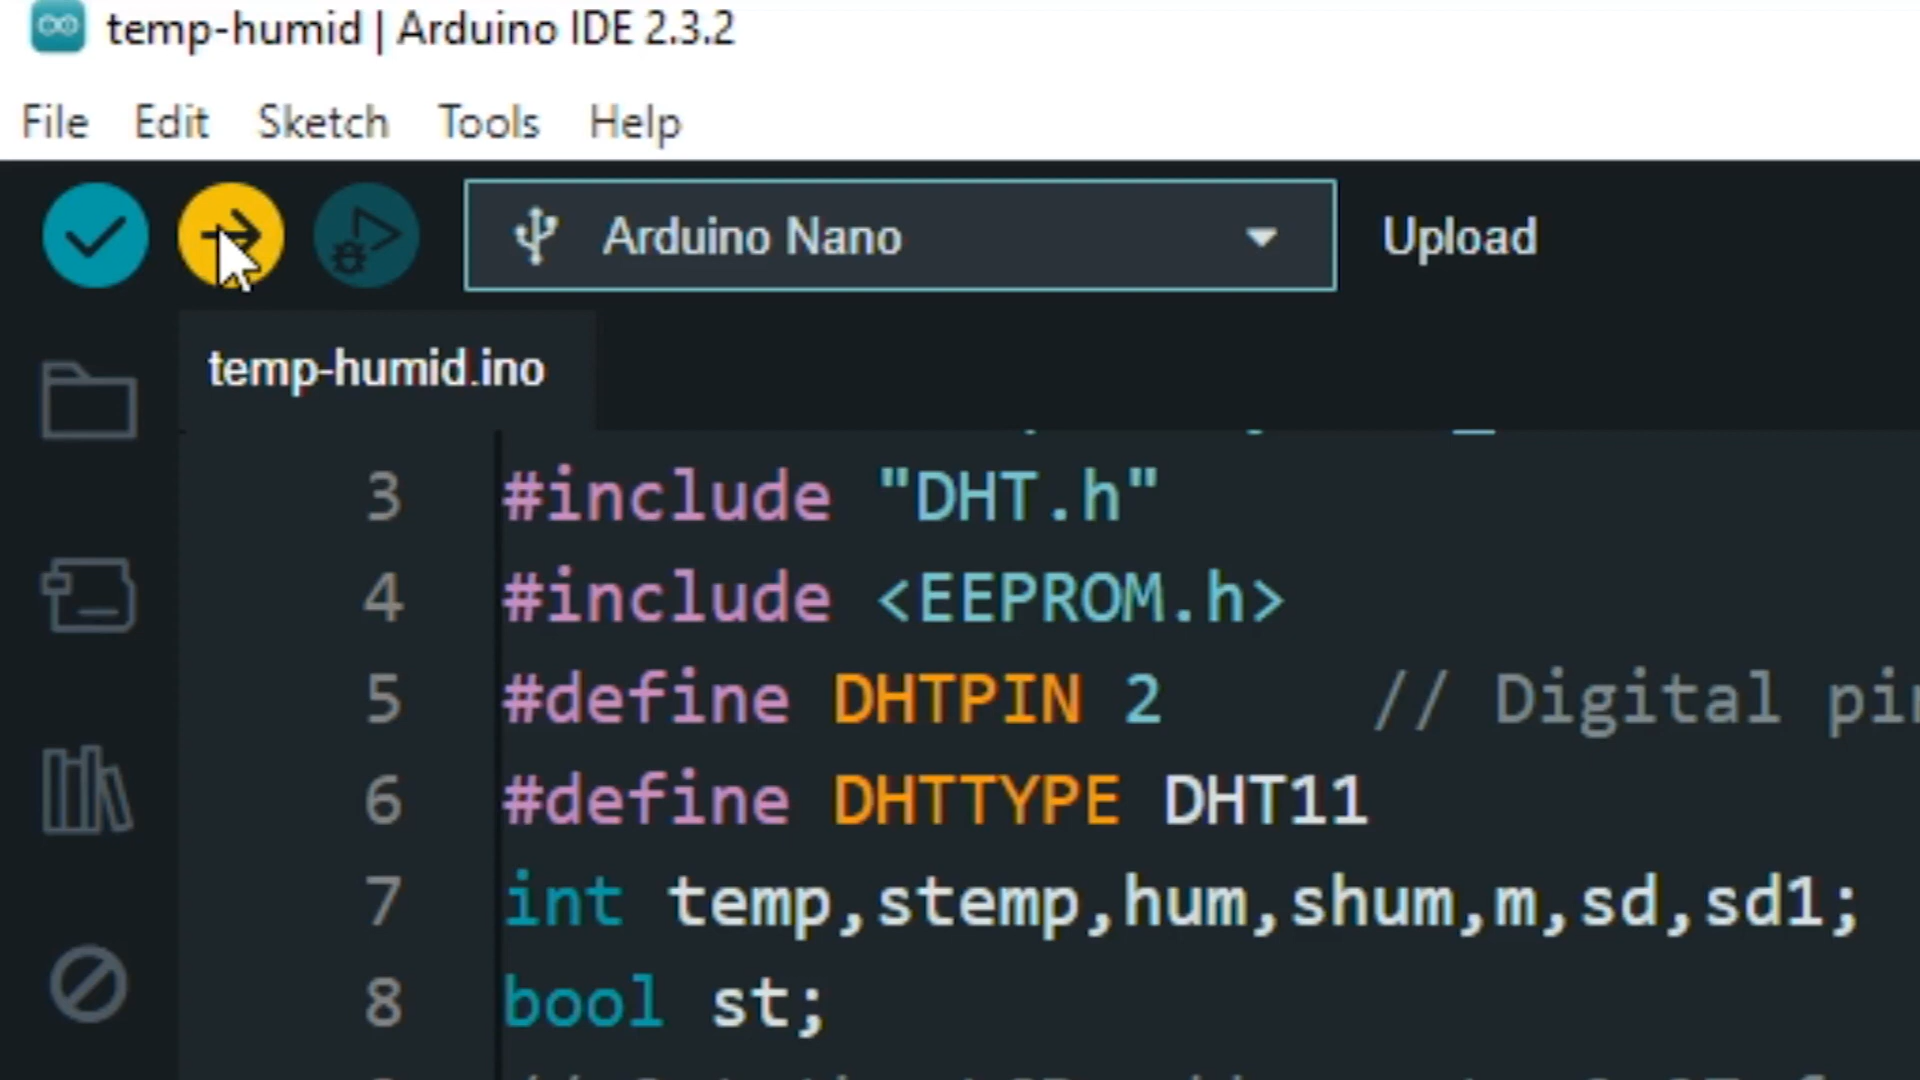 temp-humid | Arduino IDE 2.3.2
File Edit Sketch Tools Help
Arduino Nano Upload
temp-humid.ino
3 #include "DHT.h"
4 #include <EEPROM.h>
5 #define DHTPIN 2 // Digital
6 #define DHTTYPE DHT11
7 int temp,stemp,hum,shum,m,sd,sd1;
8 bool st;